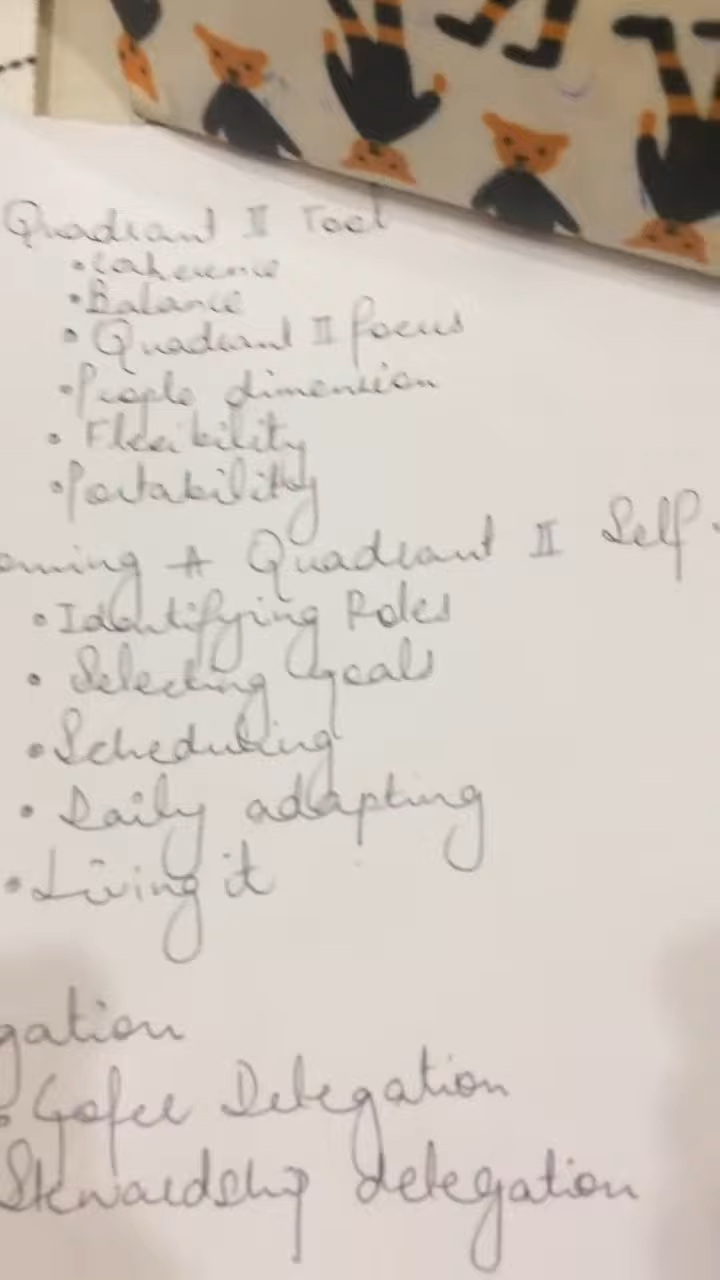 Quadrant II Tool
• Coherence
• Balance
• Quadrant II focus
• People dimension
• Flexibility
• Portability
oming A Quadrant II Self-
• Identifying Roles
• Selecting goals
• Scheduling
• Daily adapting
• Living it
gation
• Gofer Delegation
Stewardship delegation